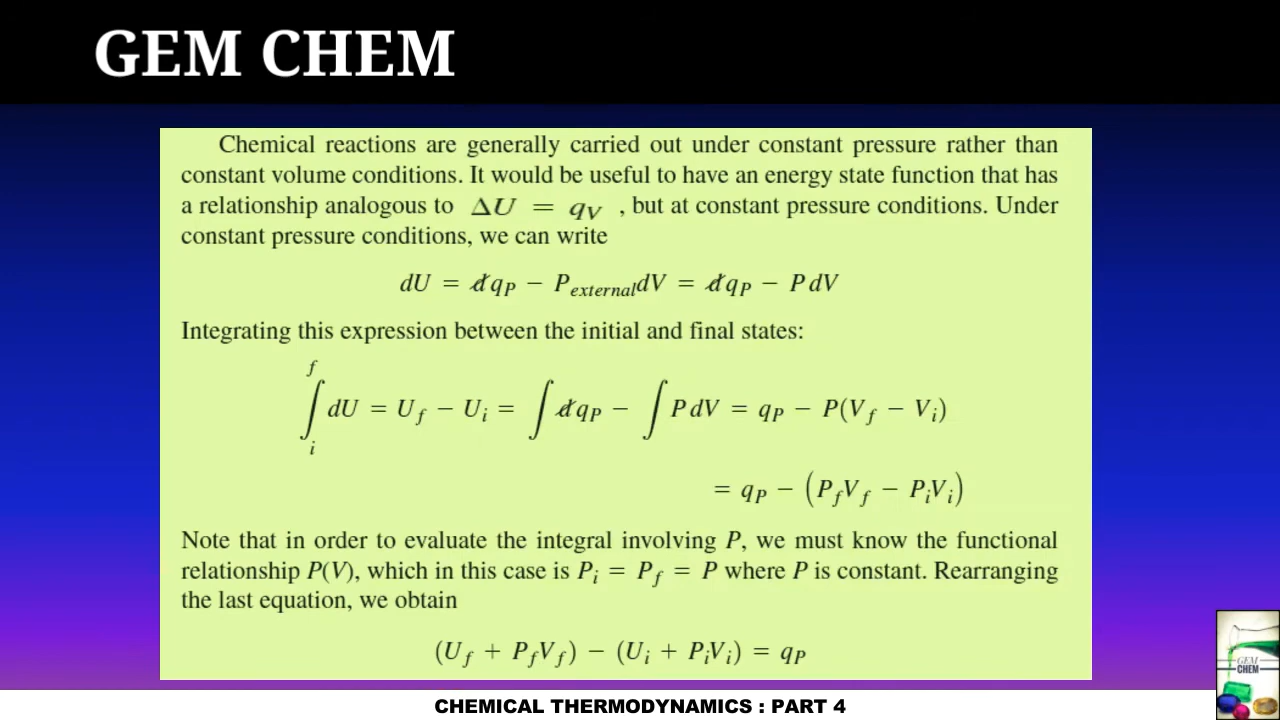 GEM CHEM
Chemical reactions are generally carried out under constant pressure rather than
constant volume conditions. It would be useful to have an energy state function that has
a relationship analogous to ΔU = q_V , but at constant pressure conditions. Under
constant pressure conditions, we can write
dU = đq_P − P_external dV = đq_P − P dV
Integrating this expression between the initial and final states:
∫_i^f dU = U_f − U_i = ∫ đq_P − ∫ P dV = q_P − P(V_f − V_i)
= q_P − (P_f V_f − P_i V_i)
Note that in order to evaluate the integral involving P, we must know the functional
relationship P(V), which in this case is P_i = P_f = P where P is constant. Rearranging
the last equation, we obtain
(U_f + P_f V_f) − (U_i + P_i V_i) = q_P
GEM
CHEM
CHEMICAL THERMODYNAMICS : PART 4